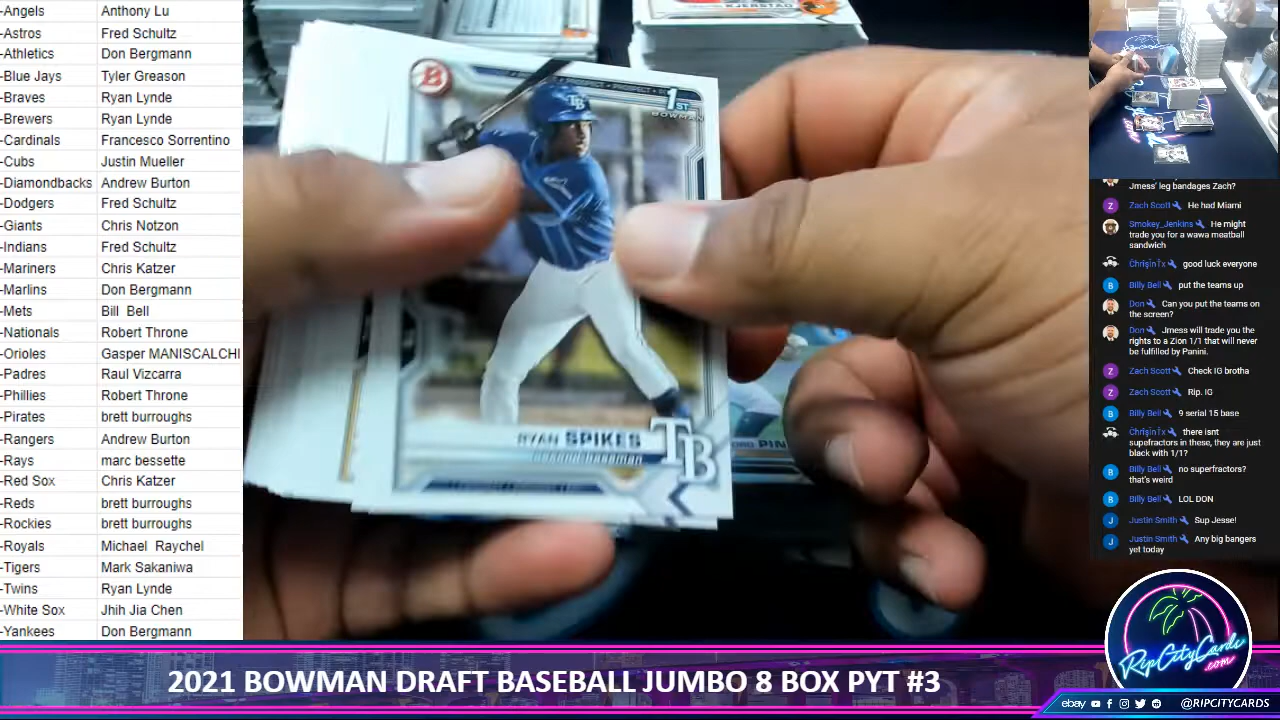 -Angels Anthony Lu
-Astros Fred Schultz
-Athletics Don Bergmann
-Blue Jays Tyler Greason
-Braves Ryan Lynde
-Brewers Ryan Lynde
-Cardinals Francesco Sorrentino
-Cubs Justin Mueller
-Diamondbacks Andrew Burton
-Dodgers Fred Schultz
-Giants Chris Notzon
-Indians Fred Schultz
-Mariners Chris Katzer
-Marlins Don Bergmann
-Mets Bill Bell
-Nationals Robert Throne
-Orioles Gasper MANISCALCHI
-Padres Raul Vizcarra
-Phillies Robert Throne
-Pirates brett burroughs
-Rangers Andrew Burton
-Rays marc bessette
-Red Sox Chris Katzer
-Reds brett burroughs
-Rockies brett burroughs
-Royals Michael Raychel
-Tigers Mark Sakaniwa
-Twins Ryan Lynde
-White Sox Jhih Jia Chen
-Yankees Don Bergmann
KJERSTAD
B
1ST
BOWMAN
TB
RYAN SPIKES
second baseman
TB
PIN
Jmess' leg bandages Zach?
Z Zach Scott He had Miami
Smokey_Jenkins He might
trade you for a wawa meatball
sandwich
good luck everyone
B Billy Bell put the teams up
Don Can you put the teams on
the screen?
Don Jmess will trade you the
rights to a Zion 1/1 that will never
be fulfilled by Panini.
Z Zach Scott Check IG brotha
Z Zach Scott Rip. IG
B Billy Bell 9 serial 15 base
there isnt
superfractors in these, they are just
black with 1/1?
B Billy Bell no superfractors?
that's weird
B Billy Bell LOL DON
J Justin Smith Sup Jesse!
J Justin Smith Any big bangers
yet today
RipCityCards
.com
2021 BOWMAN DRAFT BASEBALL JUMBO 8 BOX PYT #3
ebay @RIPCITYCARDS